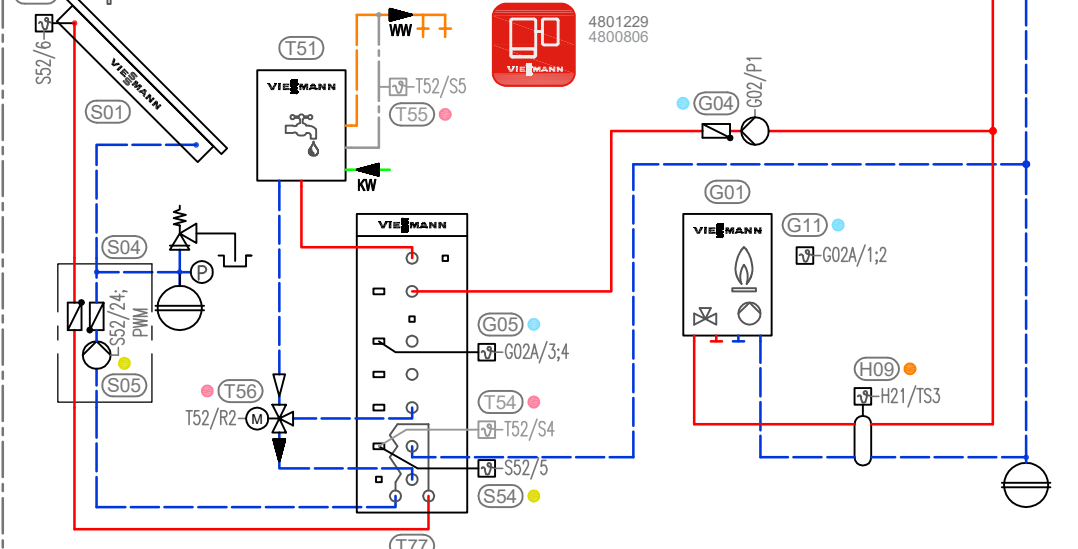 S52/6
VIESSMANN
S01
T51
VIESSMANN
WW
T52/S5
T55
KW
VIESSMANN
4801229
4800806
G04
G02/P1
G01
VIESSMANN
G11
G02A/1;2
S04
P
S52/24;
PWM
S05
VIESSMANN
G05
G02A/3;4
T56
T52/R2
M
T54
T52/S4
S52/5
S54
H09
H21/TS3
T77